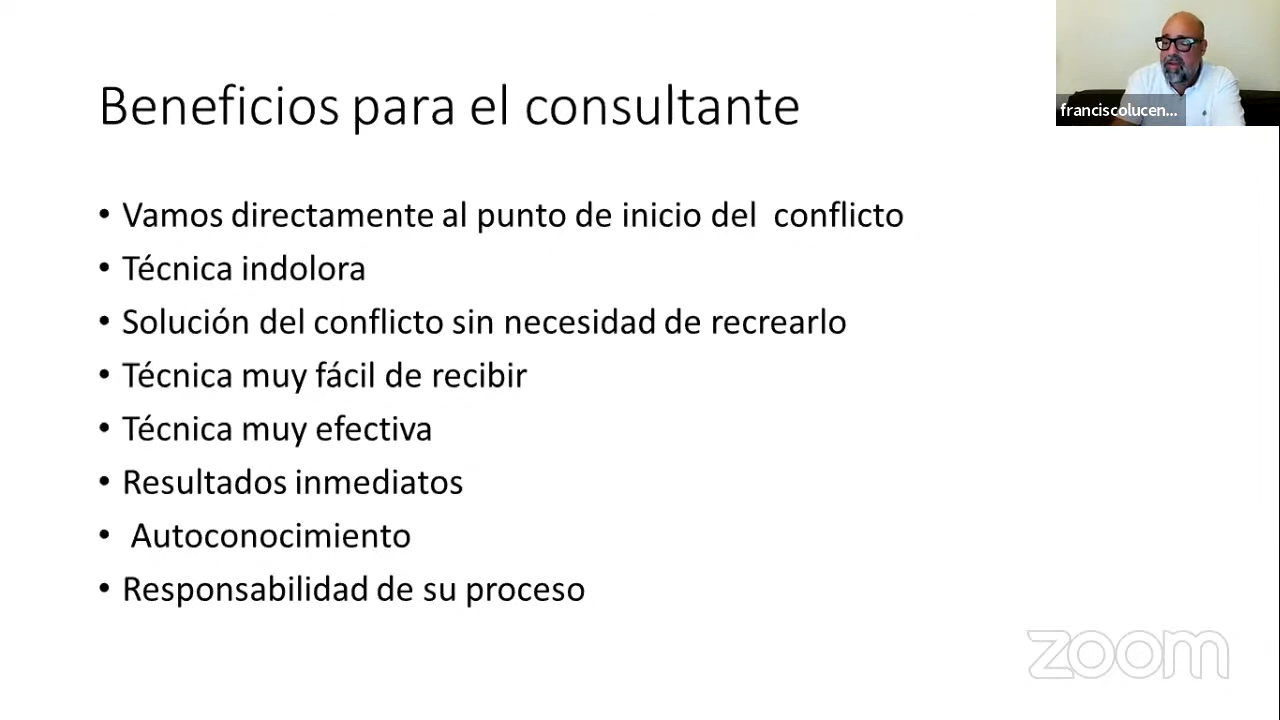 Beneficios para el consultante
franciscolucen...
• Vamos directamente al punto de inicio del conflicto
• Técnica indolora
• Solución del conflicto sin necesidad de recrearlo
• Técnica muy fácil de recibir
• Técnica muy efectiva
• Resultados inmediatos
• Autoconocimiento
• Responsabilidad de su proceso
zoom